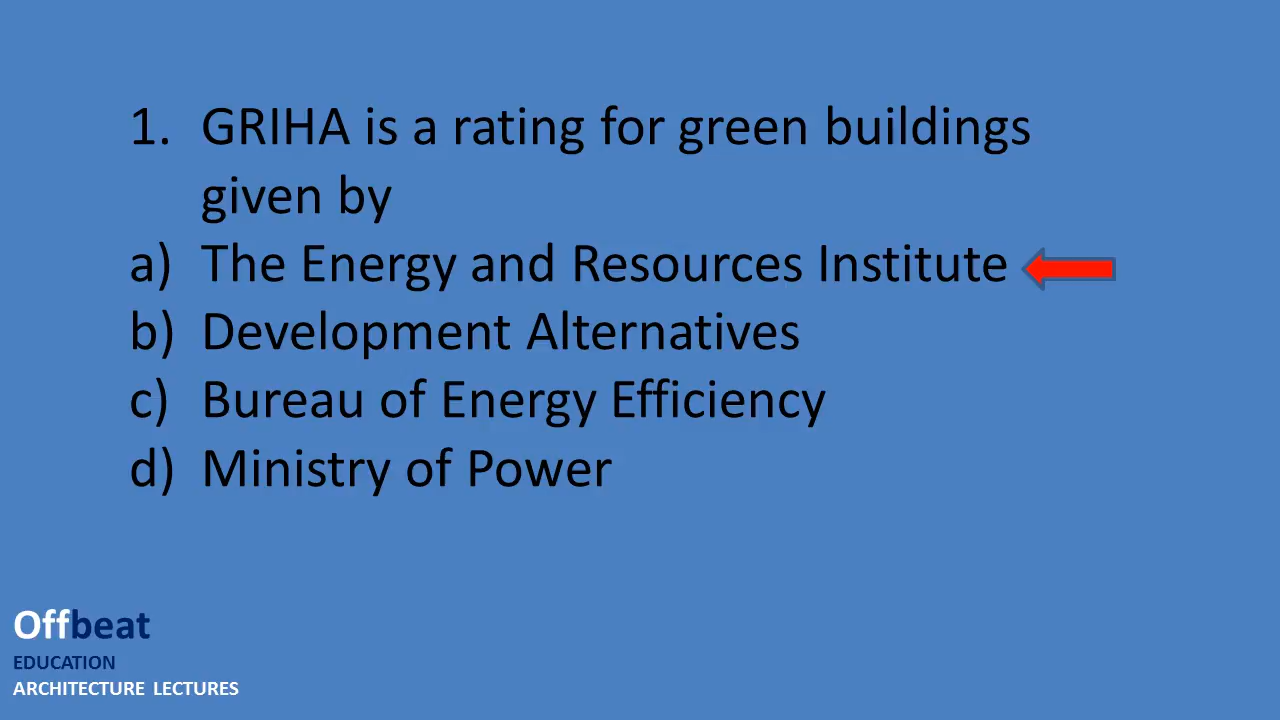 1. GRIHA is a rating for green buildings
given by
a) The Energy and Resources Institute
b) Development Alternatives
c) Bureau of Energy Efficiency
d) Ministry of Power
Offbeat
EDUCATION
ARCHITECTURE LECTURES